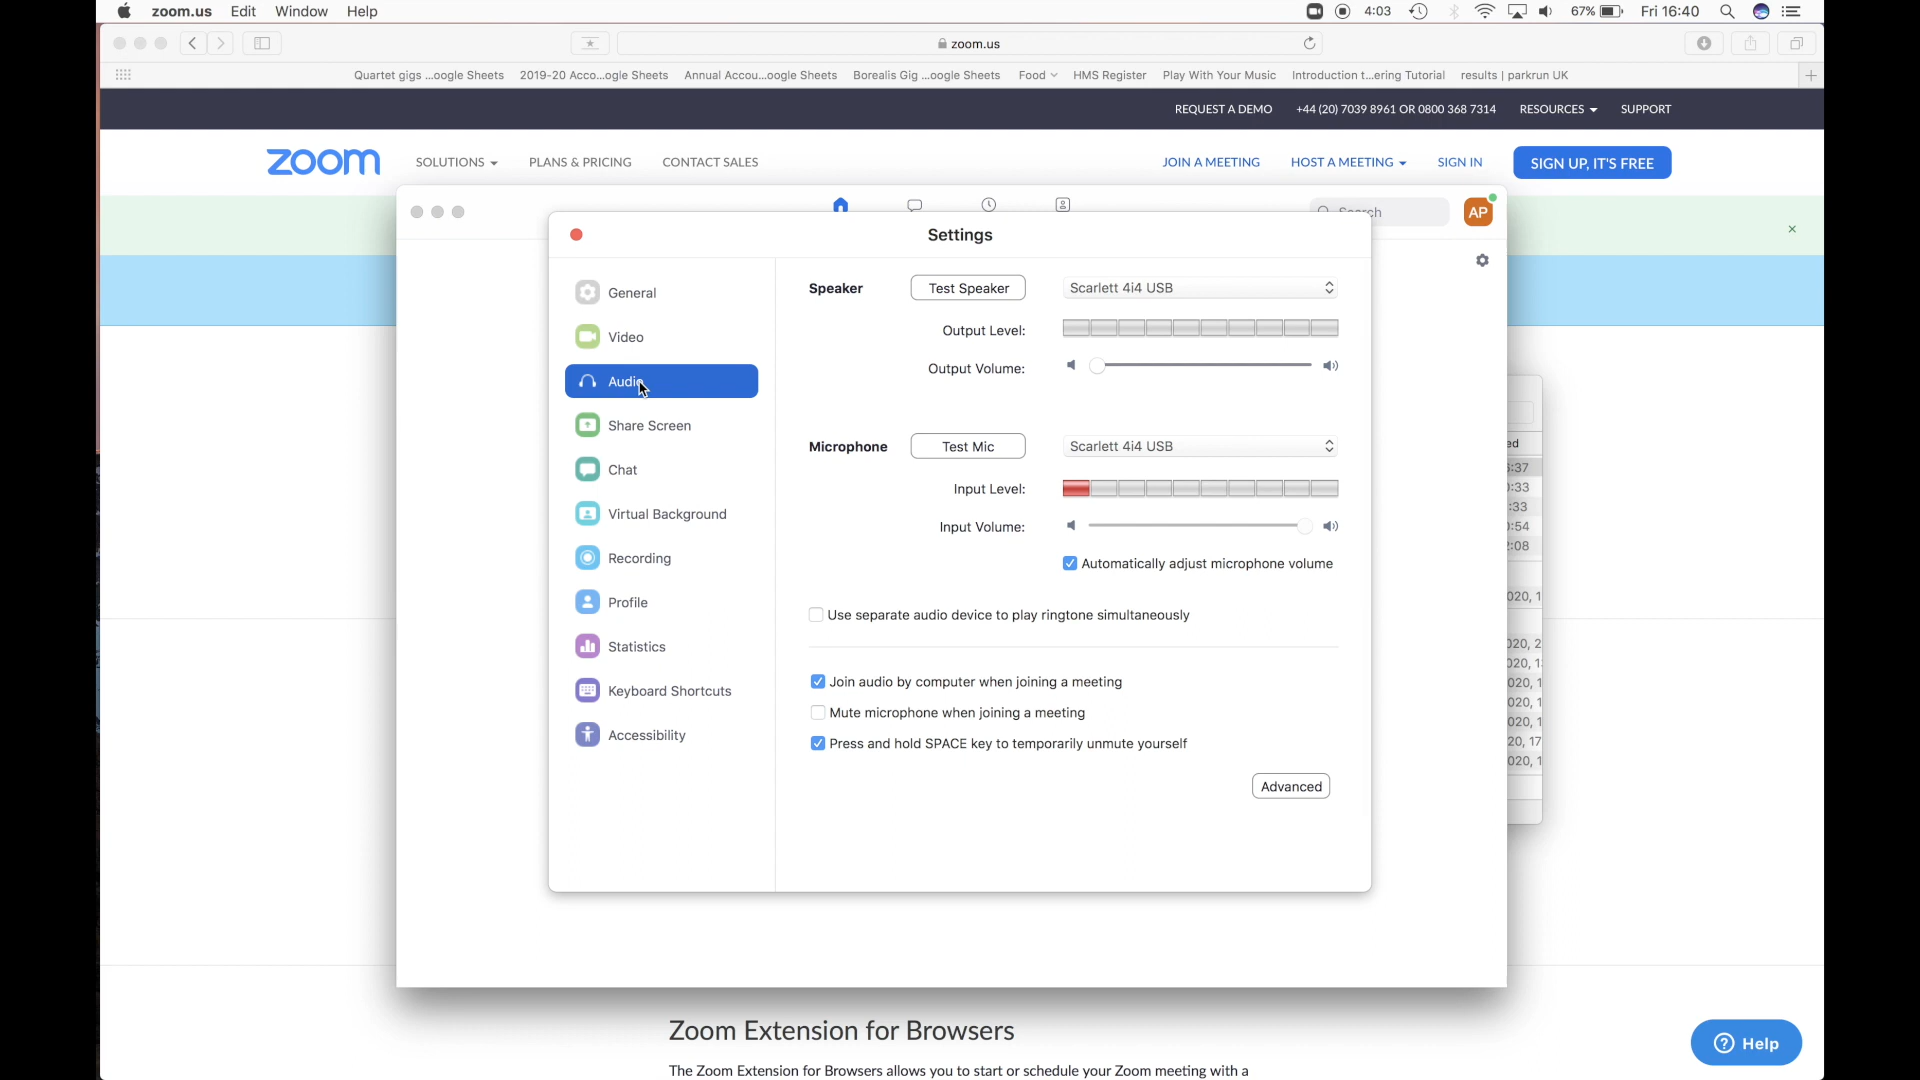 zoom.us Edit Window Help 4:03 67% Fri 16:40
zoom.us
Quartet gigs ...oogle Sheets 2019-20 Acco...ogle Sheets Annual Accou...oogle Sheets Borealis Gig ...oogle Sheets Food HMS Register Play With Your Music Introduction t...ering Tutorial results | parkrun UK
REQUEST A DEMO +44 (20) 7039 8961 OR 0800 368 7314 RESOURCES SUPPORT
zoom SOLUTIONS PLANS & PRICING CONTACT SALES JOIN A MEETING HOST A MEETING SIGN IN SIGN UP, IT'S FREE
Search AP
Settings
General
Video
Audio
Share Screen
Chat
Virtual Background
Recording
Profile
Statistics
Keyboard Shortcuts
Accessibility
Speaker Test Speaker Scarlett 4i4 USB
Output Level:
Output Volume:
Microphone Test Mic Scarlett 4i4 USB
Input Level:
Input Volume:
Automatically adjust microphone volume
Use separate audio device to play ringtone simultaneously
Join audio by computer when joining a meeting
Mute microphone when joining a meeting
Press and hold SPACE key to temporarily unmute yourself
Advanced
Zoom Extension for Browsers
The Zoom Extension for Browsers allows you to start or schedule your Zoom meeting with a
Help